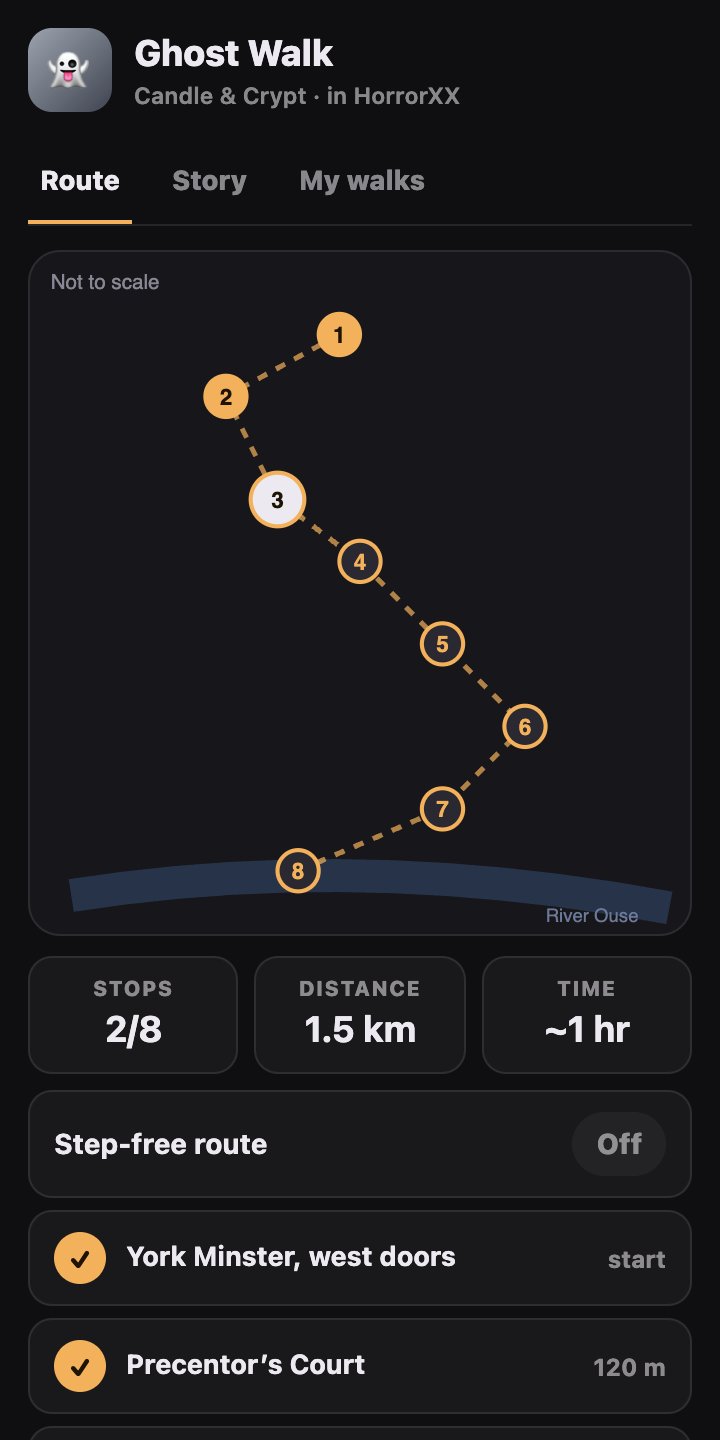 Ghost Walk
Candle & Crypt · in HorrorXX
Route Story My walks
Not to scale
1
2
3
4
5
6
7
8
River Ouse
STOPS DISTANCE TIME
2/8 1.5 km ~1 hr
Step-free route Off
York Minster, west doors start
Precentor’s Court 120 m